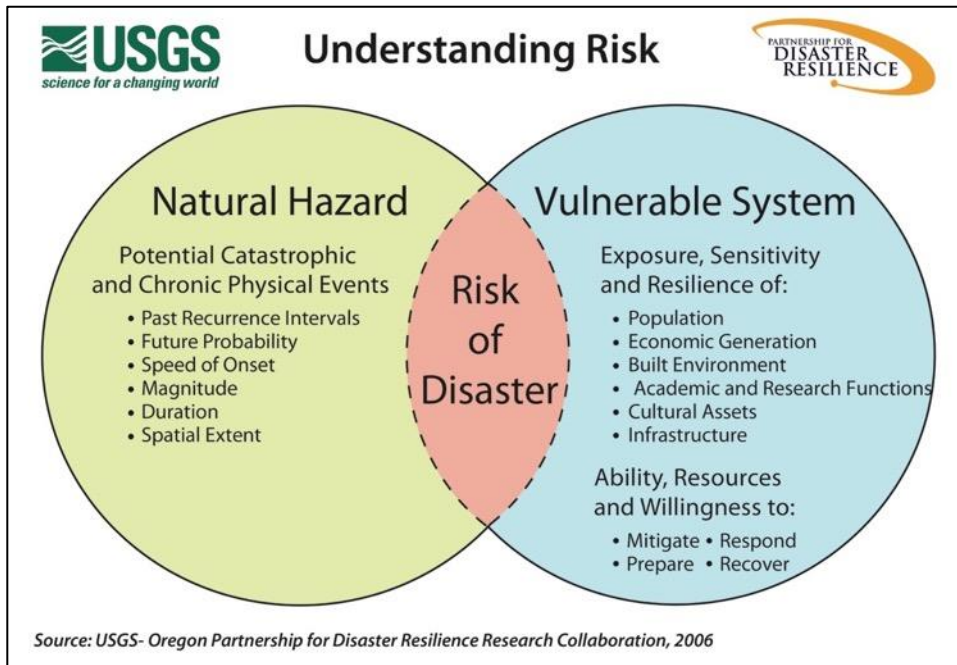 USGS
science for a changing world
Understanding Risk
PARTNERSHIP FOR
DISASTER
RESILIENCE
Natural Hazard
Potential Catastrophic
and Chronic Physical Events
• Past Recurrence Intervals
• Future Probability
• Speed of Onset
• Magnitude
• Duration
• Spatial Extent
Risk
of
Disaster
Vulnerable System
Exposure, Sensitivity
and Resilience of:
• Population
• Economic Generation
• Built Environment
• Academic and Research Functions
• Cultural Assets
• Infrastructure
Ability, Resources
and Willingness to:
• Mitigate • Respond
• Prepare • Recover
Source: USGS- Oregon Partnership for Disaster Resilience Research Collaboration, 2006